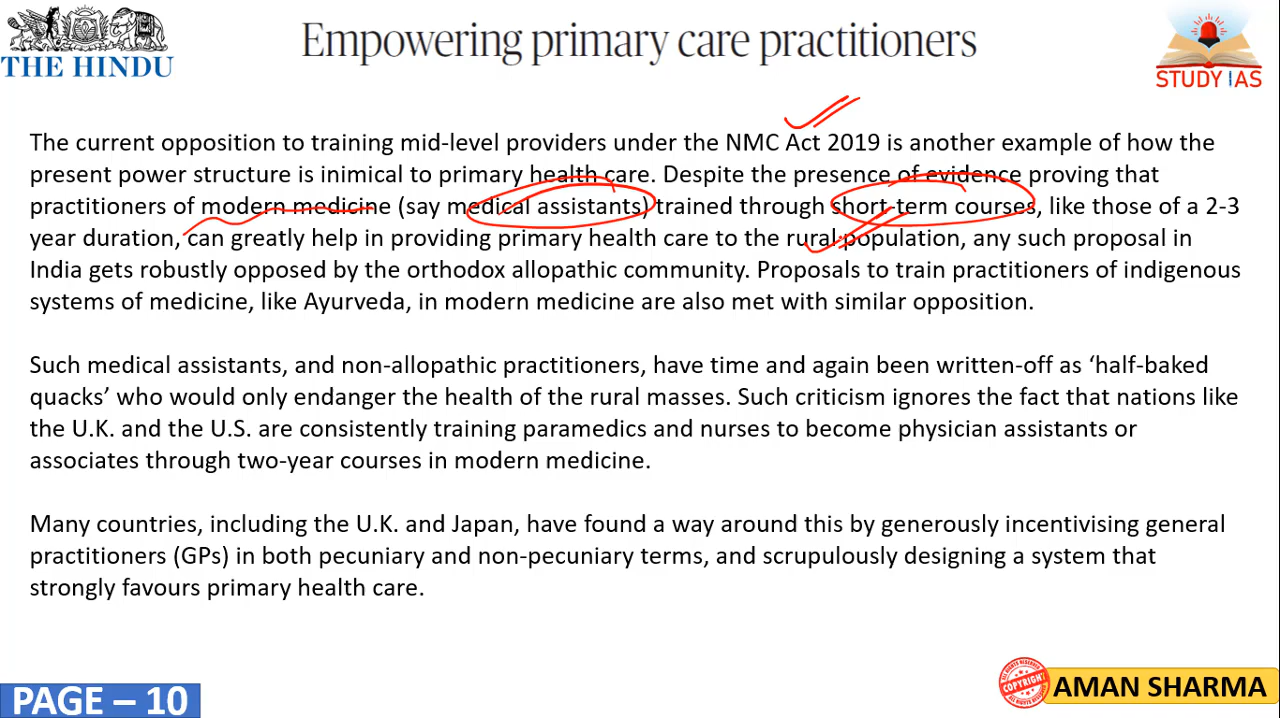 THE HINDU
Empowering primary care practitioners
STUDY IAS
The current opposition to training mid-level providers under the NMC Act 2019 is another example of how the
present power structure is inimical to primary health care. Despite the presence of evidence proving that
practitioners of modern medicine (say medical assistants) trained through short-term courses, like those of a 2-3
year duration, can greatly help in providing primary health care to the rural population, any such proposal in
India gets robustly opposed by the orthodox allopathic community. Proposals to train practitioners of indigenous
systems of medicine, like Ayurveda, in modern medicine are also met with similar opposition.
Such medical assistants, and non-allopathic practitioners, have time and again been written-off as ‘half-baked
quacks’ who would only endanger the health of the rural masses. Such criticism ignores the fact that nations like
the U.K. and the U.S. are consistently training paramedics and nurses to become physician assistants or
associates through two-year courses in modern medicine.
Many countries, including the U.K. and Japan, have found a way around this by generously incentivising general
practitioners (GPs) in both pecuniary and non-pecuniary terms, and scrupulously designing a system that
strongly favours primary health care.
PAGE – 10
COPYRIGHT
AMAN SHARMA